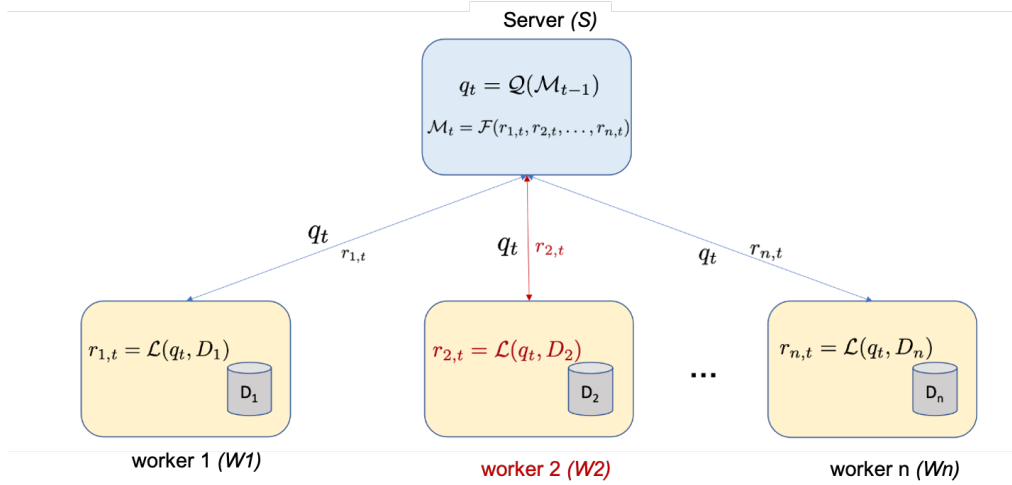 Server (S)
q_t = Q(M_{t−1})
M_t = F(r_{1,t}, r_{2,t}, . . . , r_{n,t})
q_t
r_{1,t}
q_t
r_{2,t}
q_t
r_{n,t}
r_{1,t} = L(q_t, D_1)
D_1
r_{2,t} = L(q_t, D_2)
D_2
...
r_{n,t} = L(q_t, D_n)
D_n
worker 1 (W1)
worker 2 (W2)
worker n (Wn)